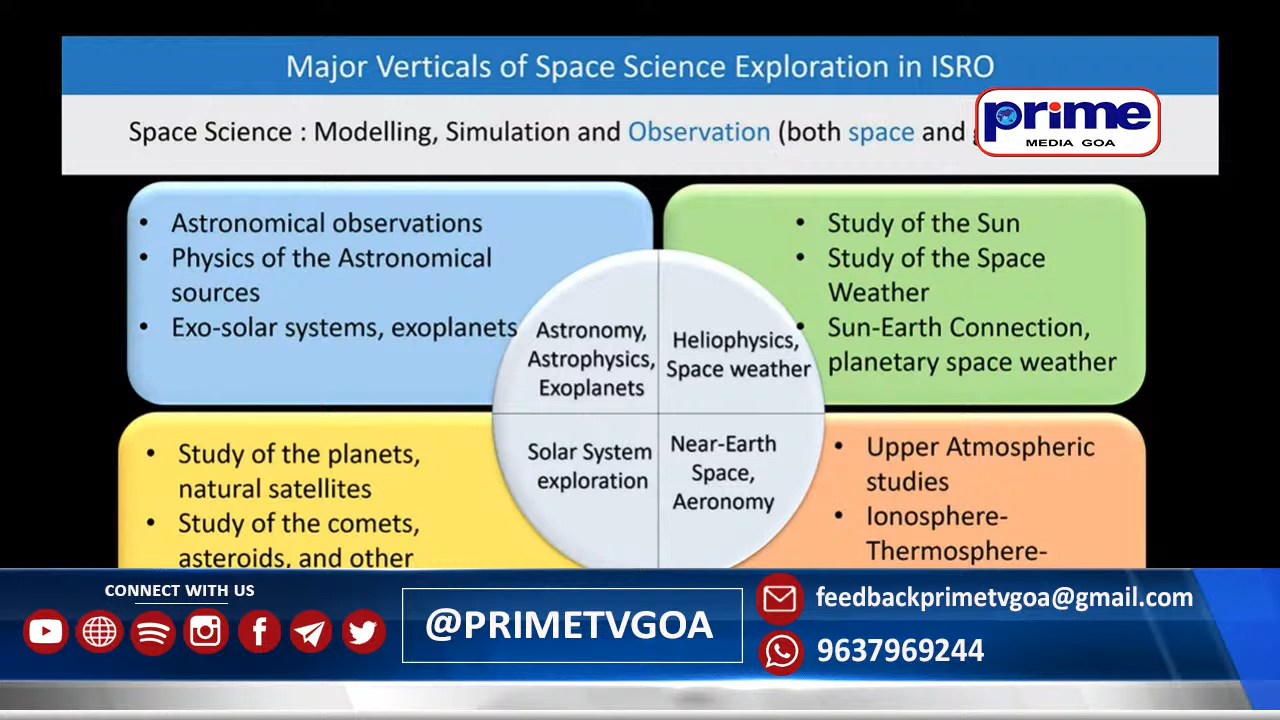 Major Verticals of Space Science Exploration in ISRO
Space Science : Modelling, Simulation and Observation (both space and
prime
MEDIA GOA
• Astronomical observations
• Physics of the Astronomical
sources
• Exo-solar systems, exoplanets
• Study of the Sun
• Study of the Space
Weather
• Sun-Earth Connection,
planetary space weather
Astronomy,
Astrophysics,
Exoplanets
Heliophysics,
Space weather
Solar System
exploration
Near-Earth
Space,
Aeronomy
• Study of the planets,
natural satellites
• Study of the comets,
asteroids, and other
• Upper Atmospheric
studies
• Ionosphere-
Thermosphere-
CONNECT WITH US
@PRIMETVGOA
feedbackprimetvgoa@gmail.com
9637969244